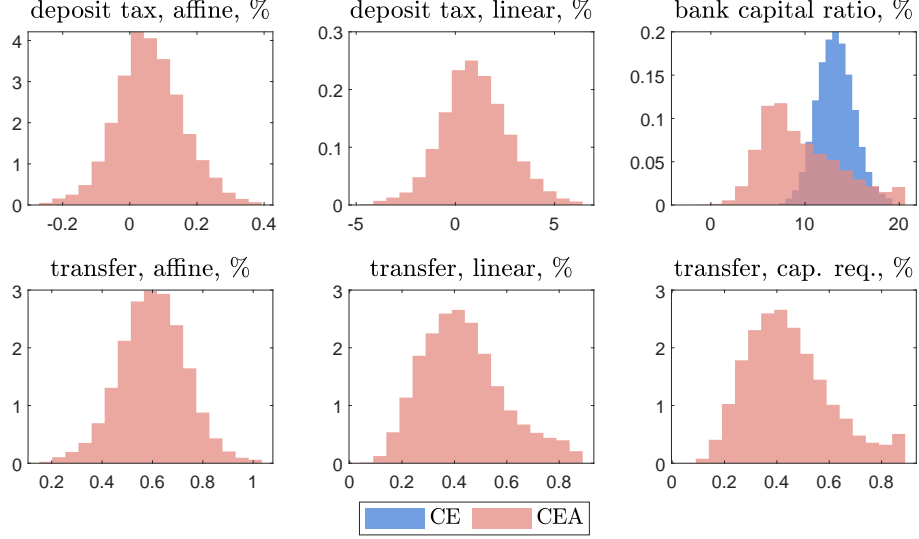 deposit tax, affine, %
deposit tax, linear, %
bank capital ratio, %
4
3
2
1
0
-0.2 0 0.2 0.4
0.3
0.2
0.1
0
-5 0 5
0.2
0.15
0.1
0.05
0
0 10 20
transfer, affine, %
transfer, linear, %
transfer, cap. req., %
3
2
1
0
0.2 0.4 0.6 0.8 1
3
2
1
0
0 0.2 0.4 0.6 0.8
3
2
1
0
0 0.2 0.4 0.6 0.8
CE CEA